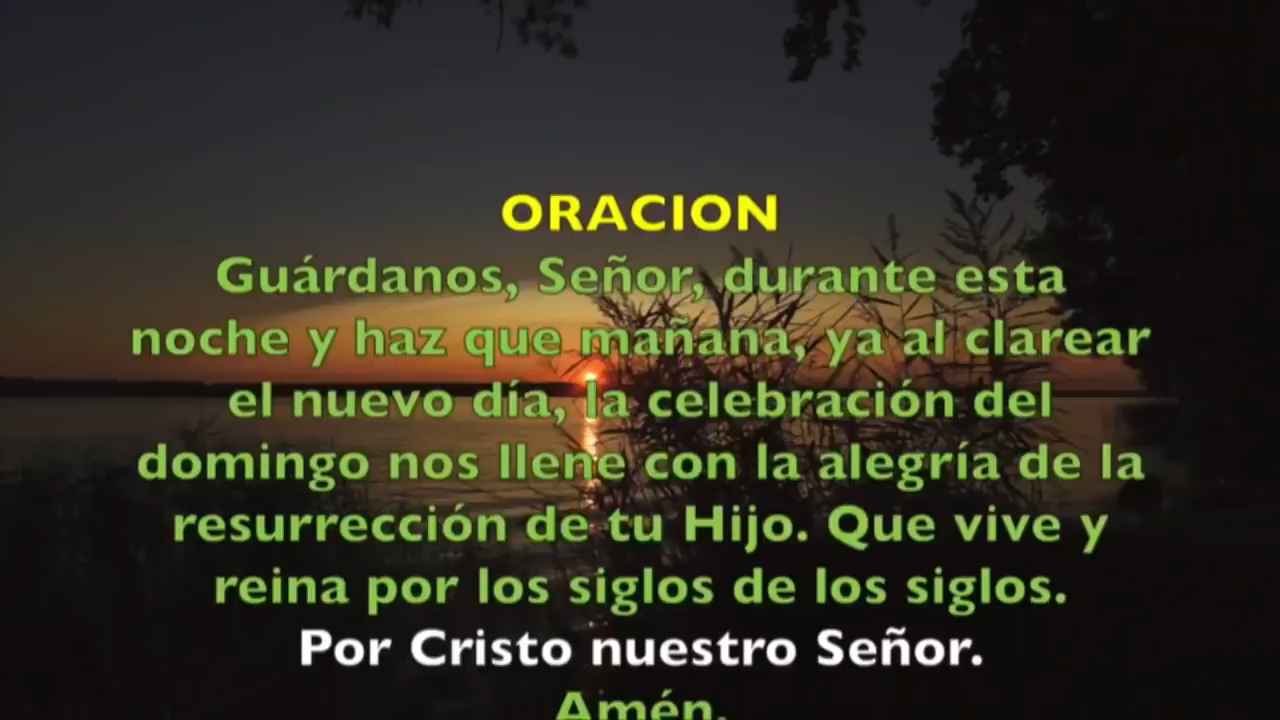 ORACION
Guárdanos, Señor, durante esta
noche y haz que mañana, ya al clarear
el nuevo día, la celebración del
domingo nos llene con la alegría de la
resurrección de tu Hijo. Que vive y
reina por los siglos de los siglos.
Por Cristo nuestro Señor.
Amén.